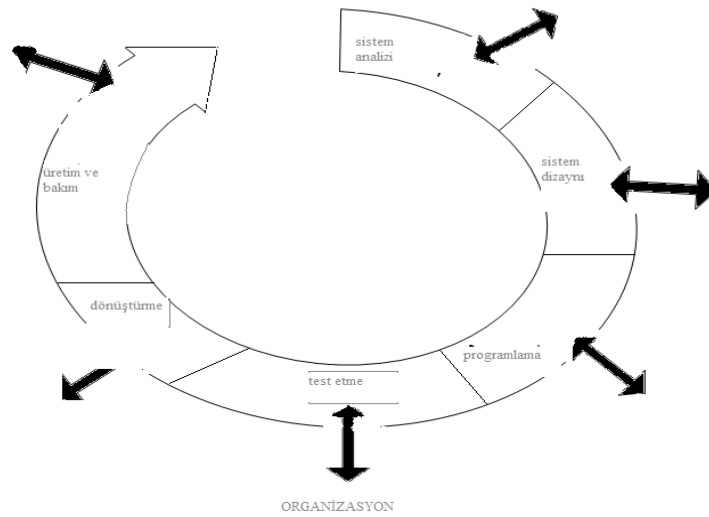 sistem
analizi
sistem
dizaynı
programlama
test etme
dönüştürme
üretim ve
bakım
ORGANİZASYON